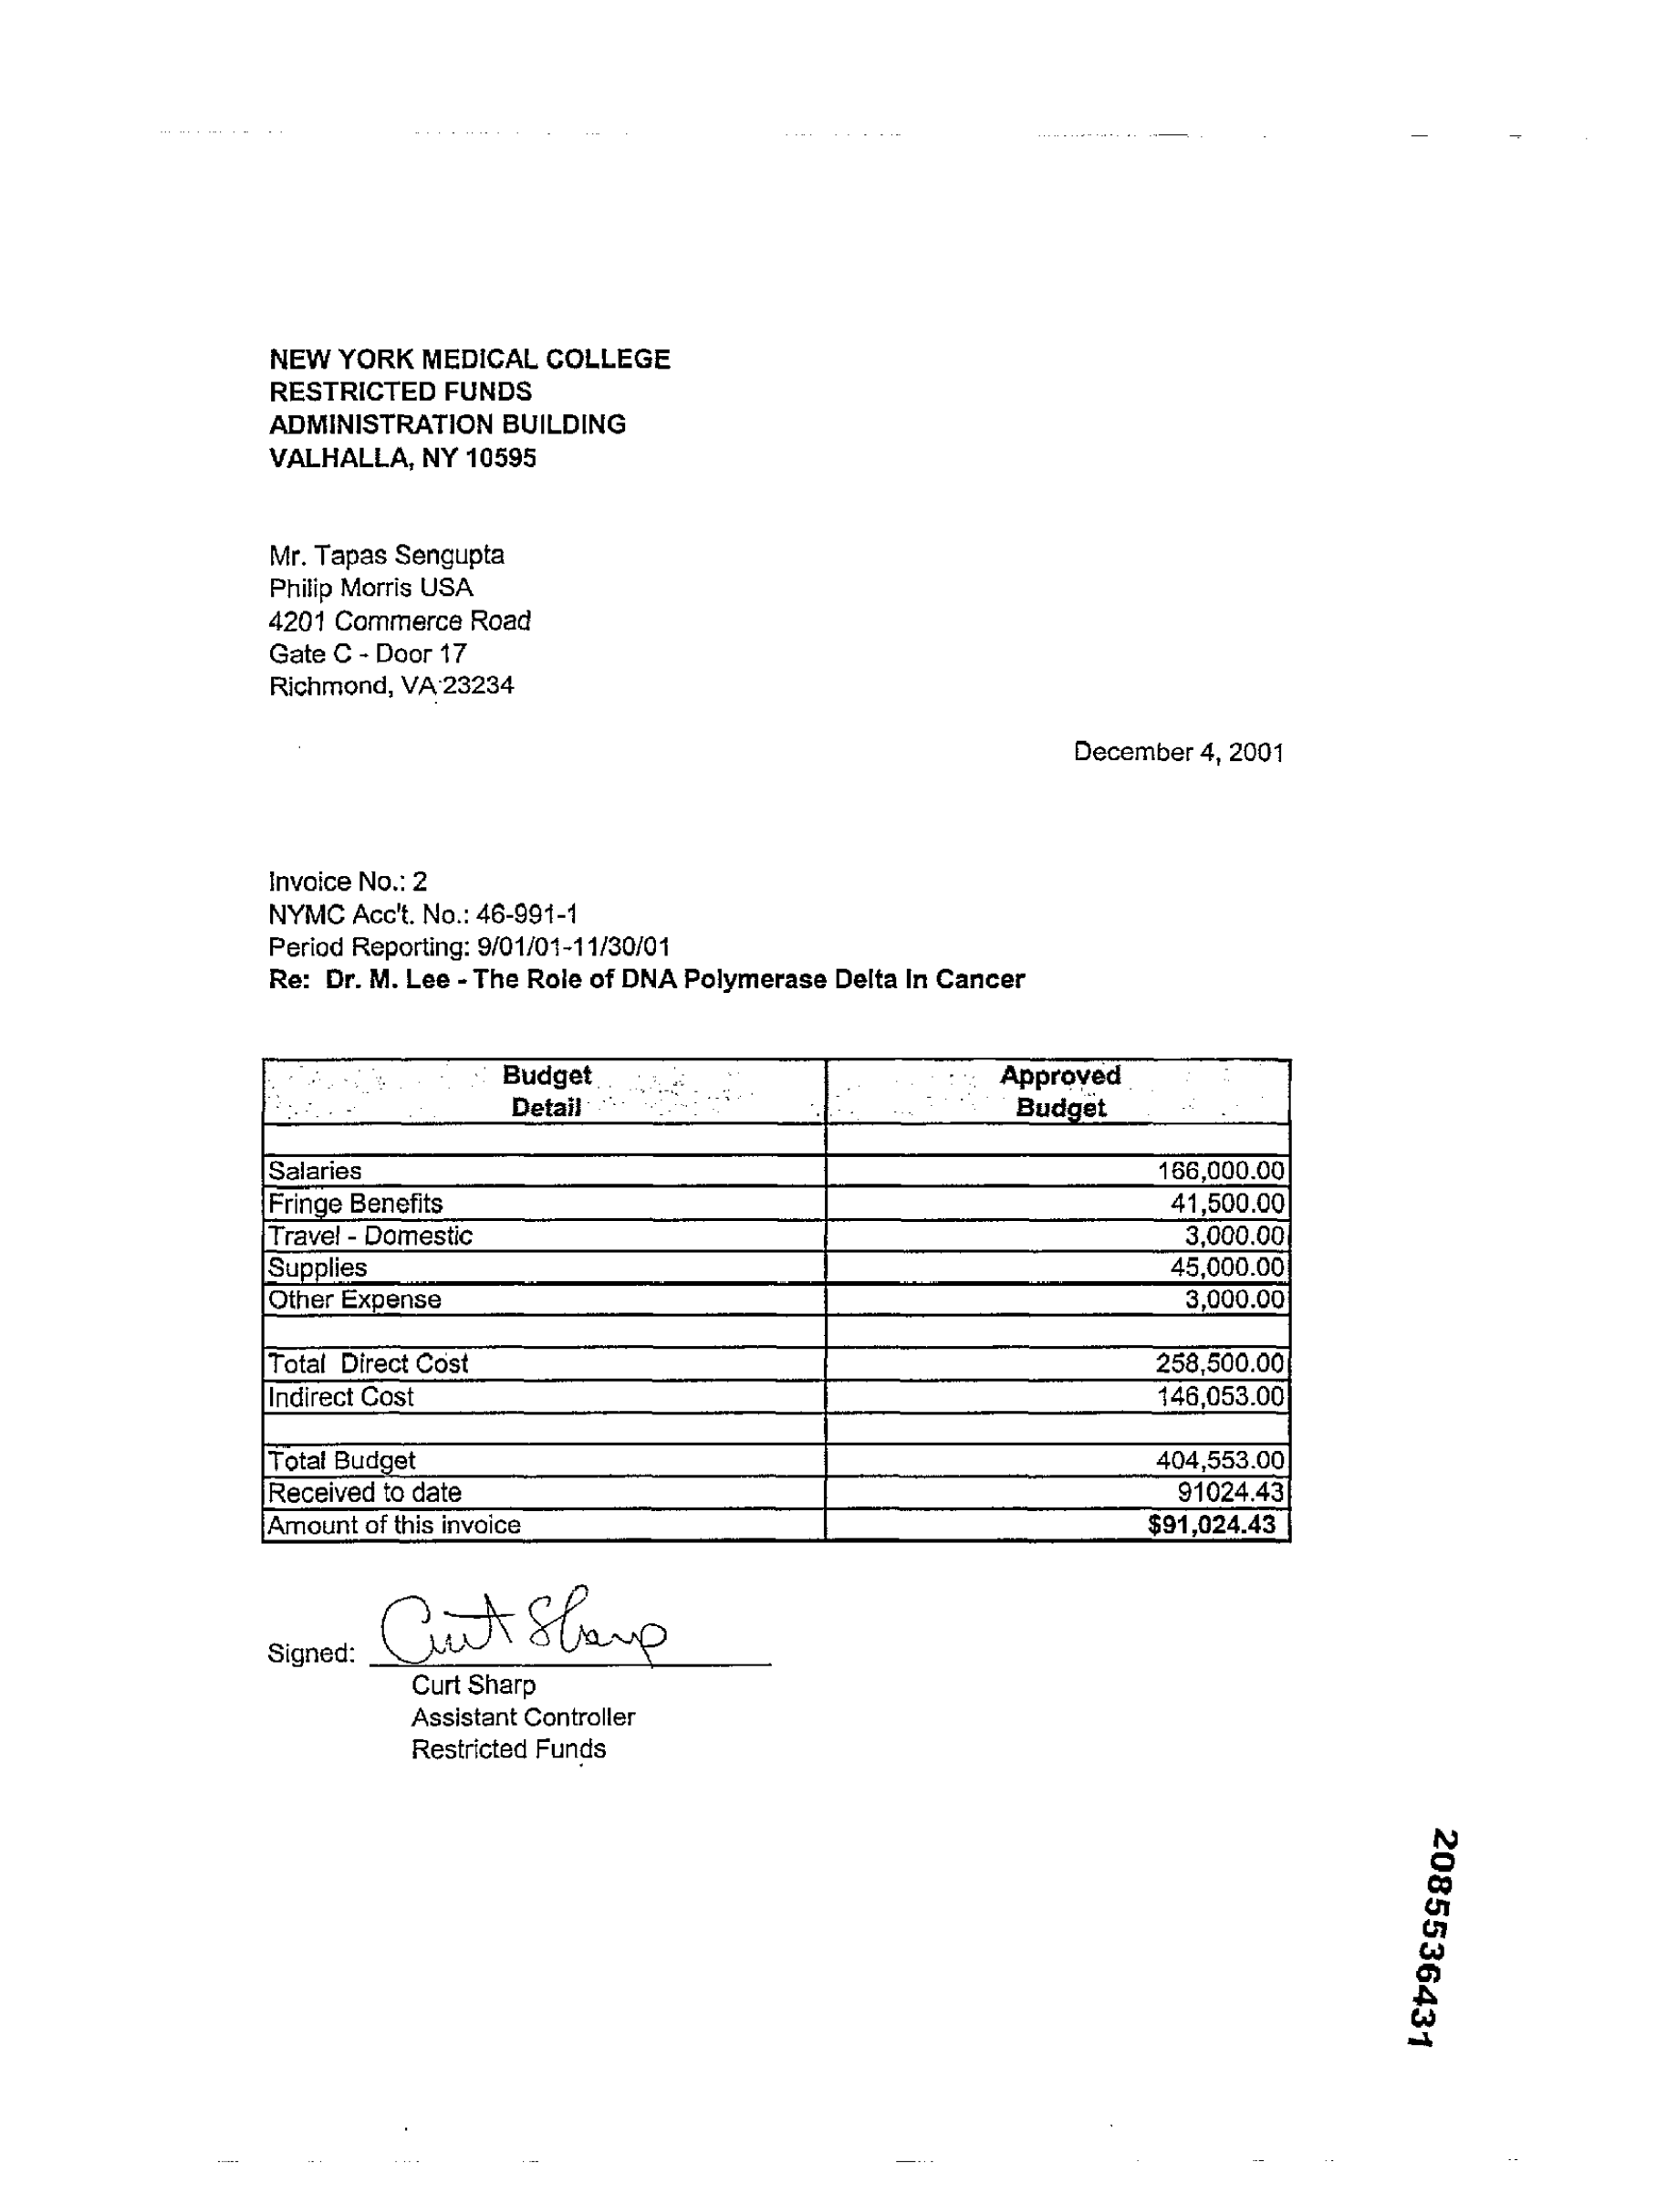 NEW YORK MEDICAL COLLEGE
RESTRICTED FUNDS
ADMINISTRATION BUILDING
VALHALLA, NY 10595
Mr. Tapas Sengupta
Philip Morris USA
4201 Commerce Road
Gate C - Door 17
Richmond, VA 23234
December 4, 2001
Invoice No.: 2
NYMC Acc't. No.: 46-991-1
Period Reporting: 9/01/01-11/30/01
Re: Dr. M. Lee - The Role of DNA Polymerase Delta In Cancer
Budget Detail Approved Budget
Salaries 166,000.00
Fringe Benefits 41,500.00
Travel - Domestic 3,000.00
Supplies 45,000.00
Other Expense 3,000.00
Total Direct Cost 258,500.00
Indirect Cost 146,053.00
Total Budget 404,553.00
Received to date 91024.43
Amount of this invoice $91,024.43
Signed: Curt Sharp
Curt Sharp
Assistant Controller
Restricted Funds
2085536431